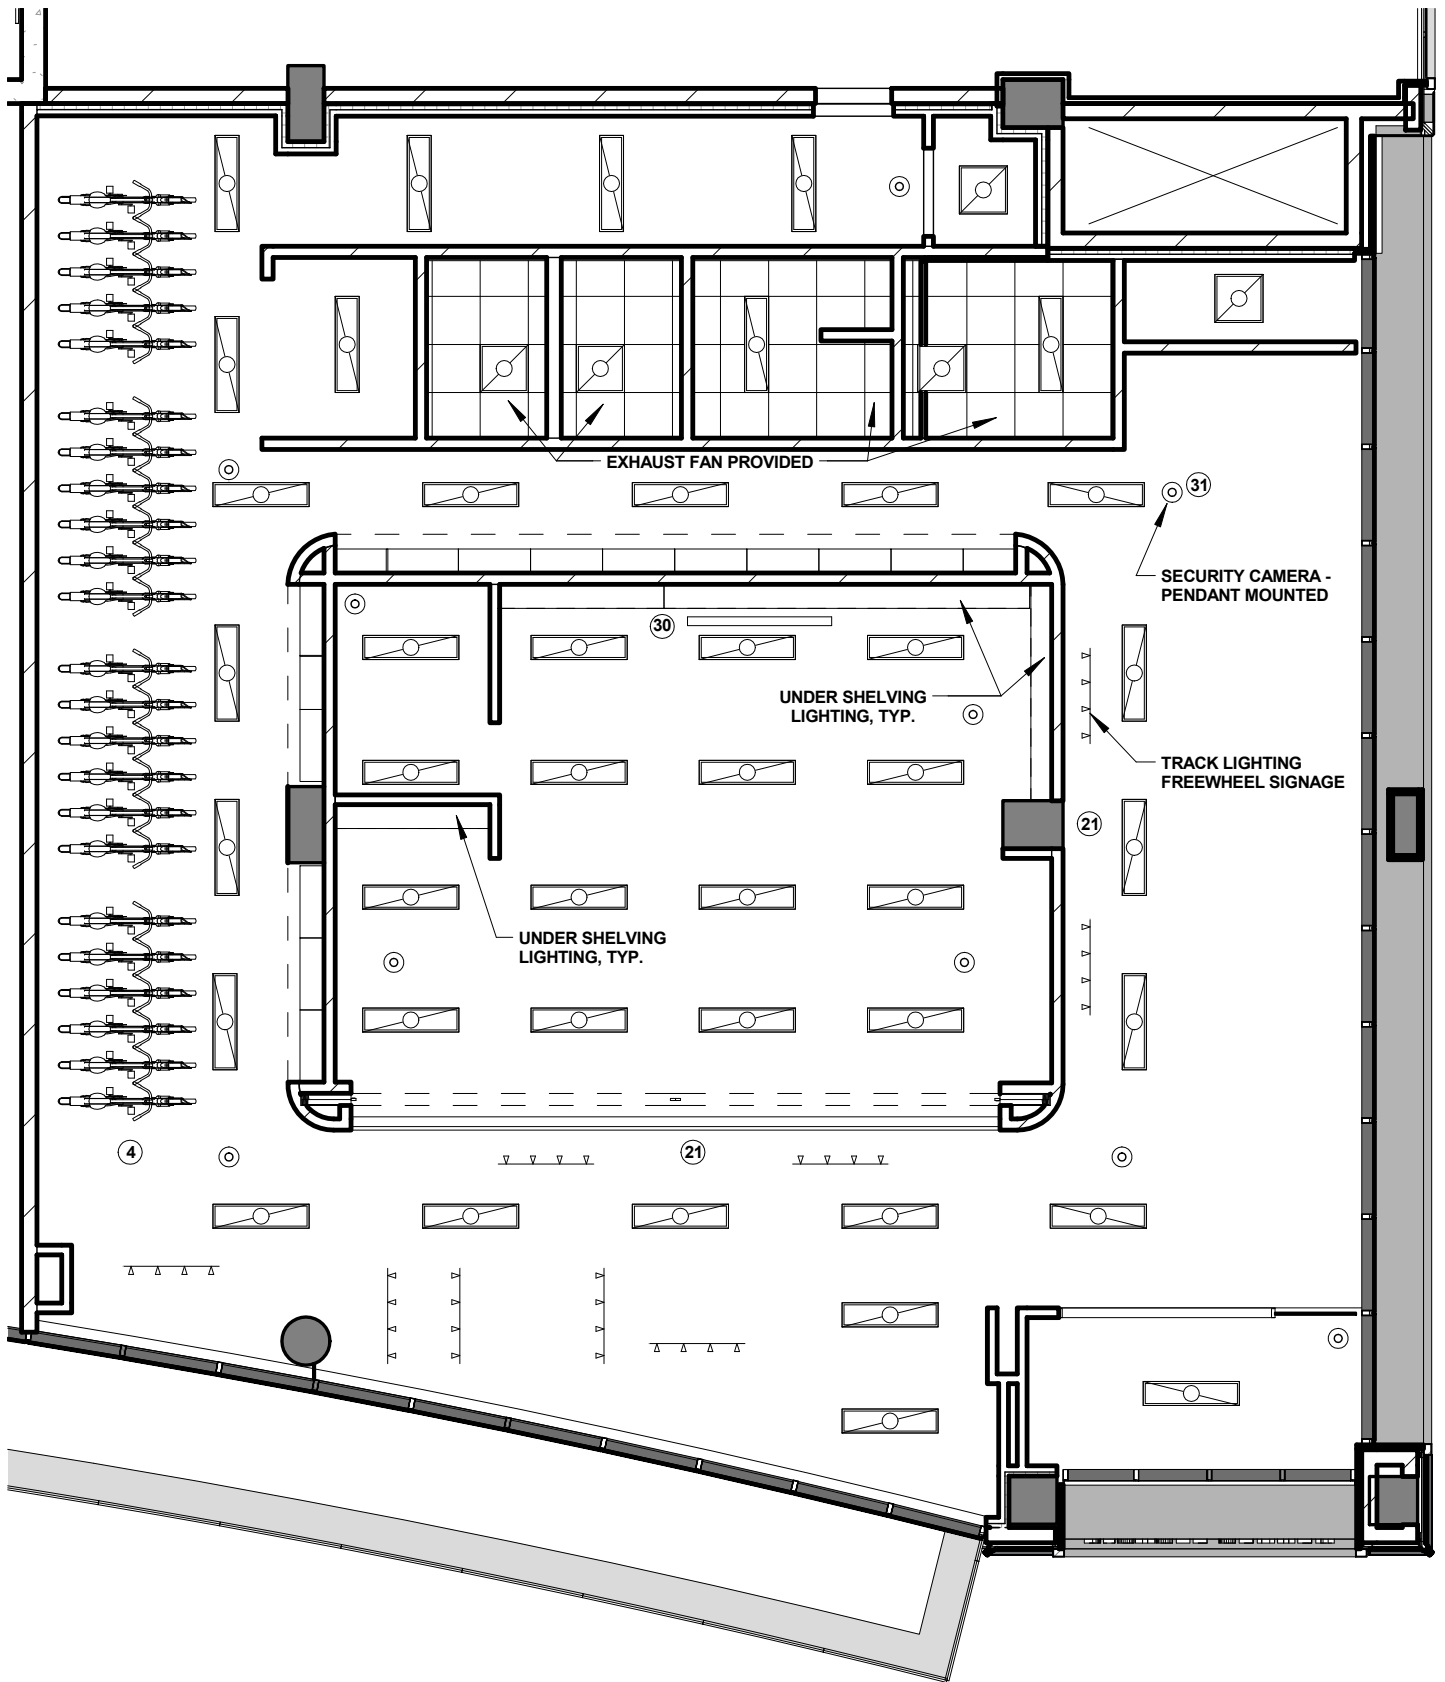 EXHAUST FAN PROVIDED
31
SECURITY CAMERA -
PENDANT MOUNTED
30
UNDER SHELVING
LIGHTING, TYP.
TRACK LIGHTING
FREEWHEEL SIGNAGE
21
UNDER SHELVING
LIGHTING, TYP.
4
21